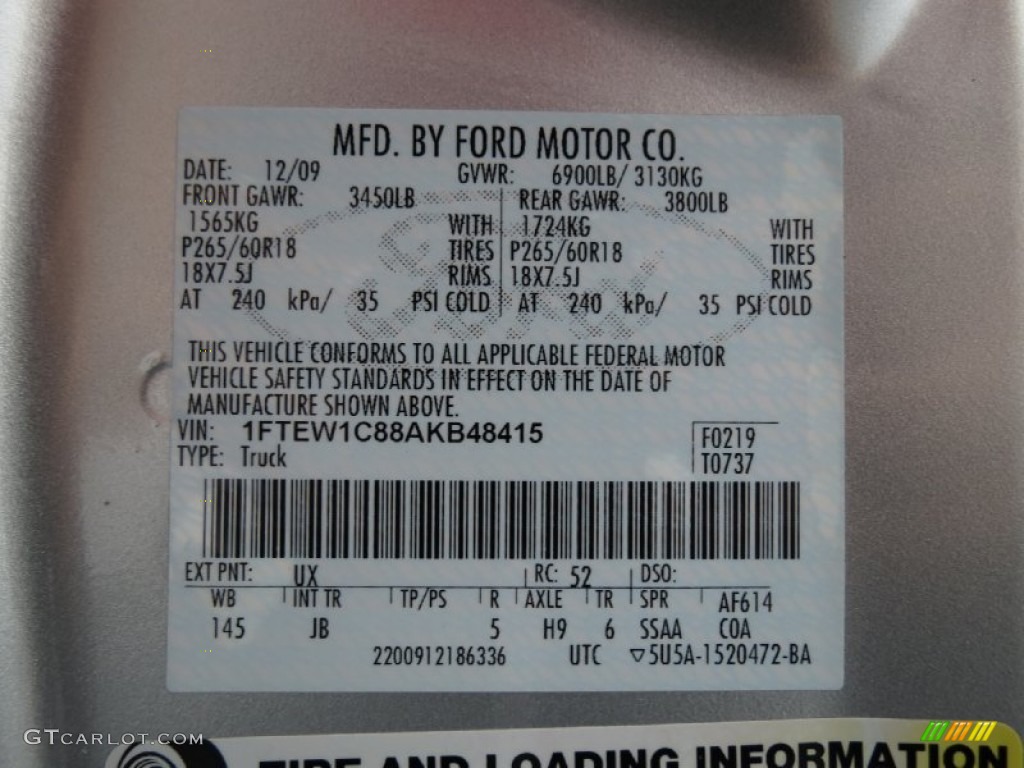 MFD. BY FORD MOTOR CO.
DATE: 12/09 GVWR: 6900LB/ 3130KG
FRONT GAWR: 3450LB REAR GAWR: 3800LB
1565KG WITH 1724KG WITH
P265/60R18 TIRES P265/60R18 TIRES
18X7.5J RIMS 18X7.5J RIMS
AT 240 kPa/ 35 PSI COLD AT 240 kPa/ 35 PSI COLD
THIS VEHICLE CONFORMS TO ALL APPLICABLE FEDERAL MOTOR
VEHICLE SAFETY STANDARDS IN EFFECT ON THE DATE OF
MANUFACTURE SHOWN ABOVE.
VIN: 1FTEW1C88AKB48415 F0219
TYPE: Truck T0737
EXT PNT: UX RC: 52 DSO:
WB INT TR TP/PS R AXLE TR SPR AF614
145 JB 5 H9 6 SSAA COA
2200912186336 UTC ▽5U5A-1520472-BA
GTCARLOT.COM
TIRE AND LOADING INFORMATION